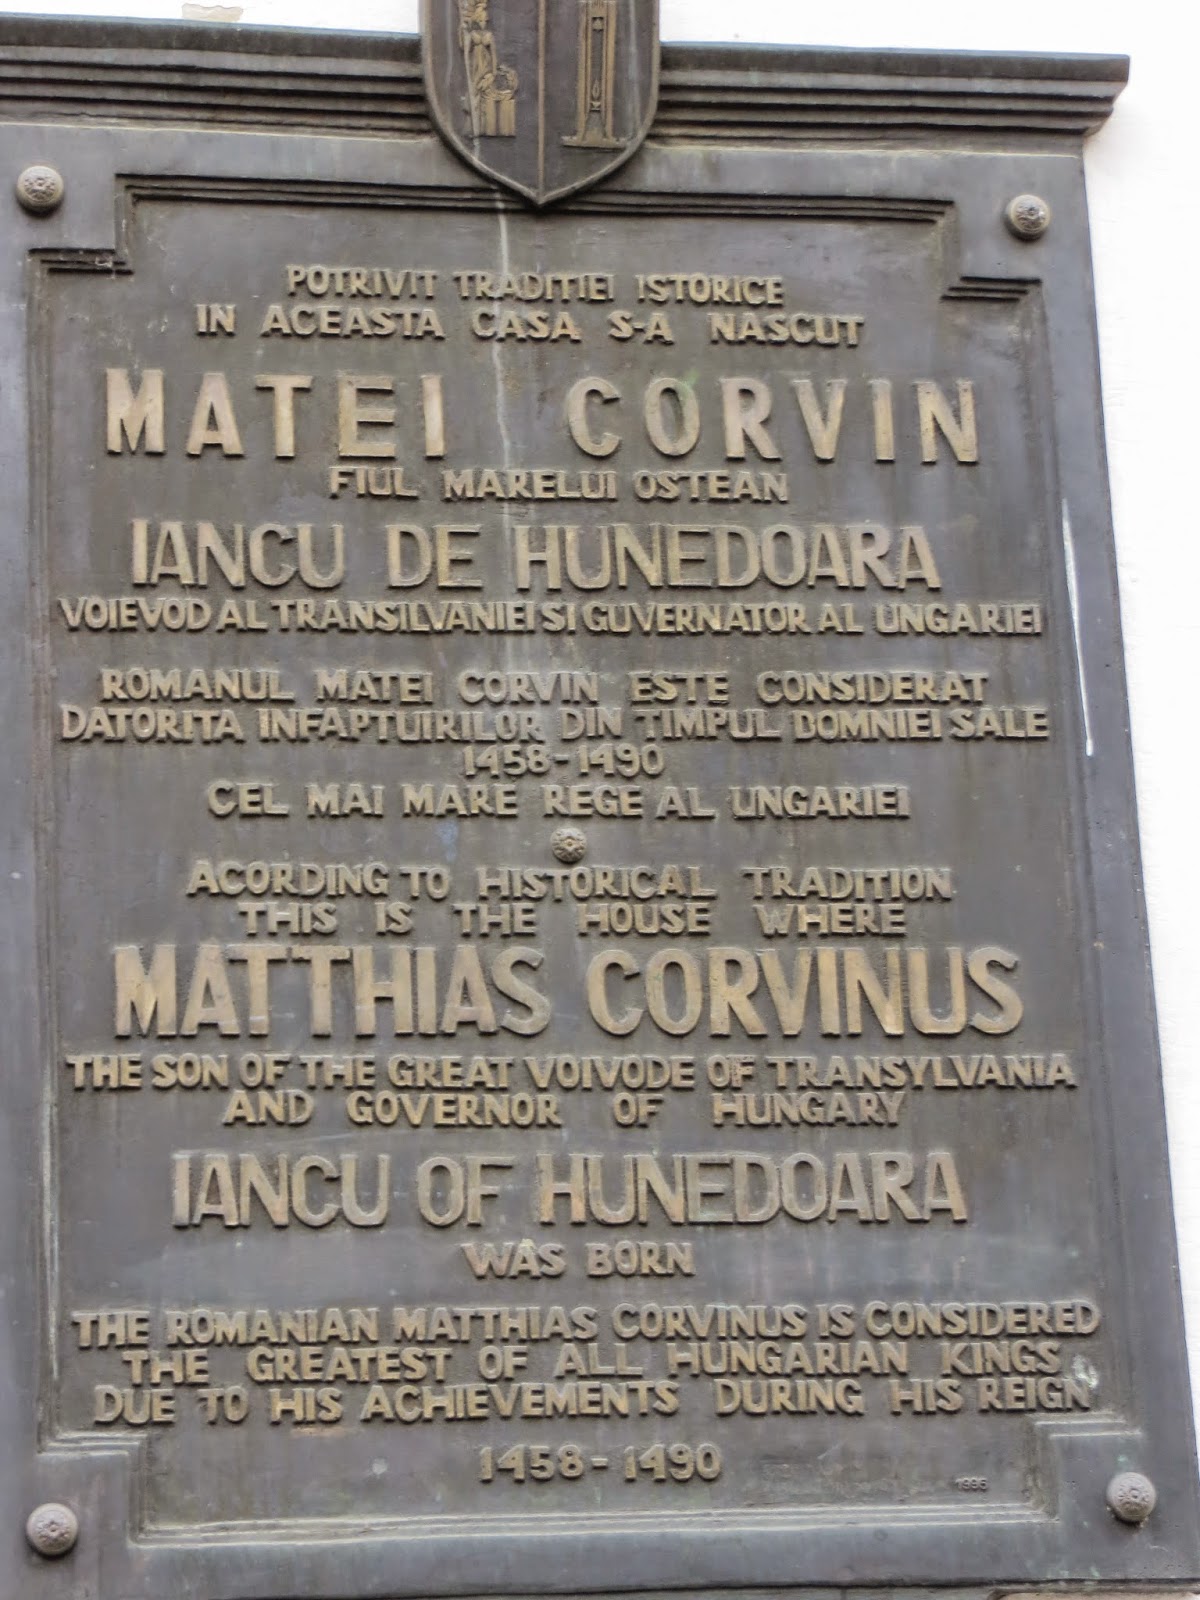 POTRIVIT TRADITIEI ISTORICE
IN ACEASTA CASA S-A NASCUT
MATEI CORVIN
FIUL MARELUI OSTEAN
IANCU DE HUNEDOARA
VOIEVOD AL TRANSILVANIEI SI GUVERNATOR AL UNGARIEI
ROMANUL MATEI CORVIN ESTE CONSIDERAT
DATORITA INFAPTUIRILOR DIN TIMPUL DOMNIEI SALE
1458-1490
CEL MAI MARE REGE AL UNGARIEI
ACORDING TO HISTORICAL TRADITION
THIS IS THE HOUSE WHERE
MATTHIAS CORVINUS
THE SON OF THE GREAT VOIVODE OF TRANSYLVANIA
AND GOVERNOR OF HUNGARY
IANCU OF HUNEDOARA
WAS BORN
THE ROMANIAN MATTHIAS CORVINUS IS CONSIDERED
THE GREATEST OF ALL HUNGARIAN KINGS
DUE TO HIS ACHIEVEMENTS DURING HIS REIGN
1458-1490
1996